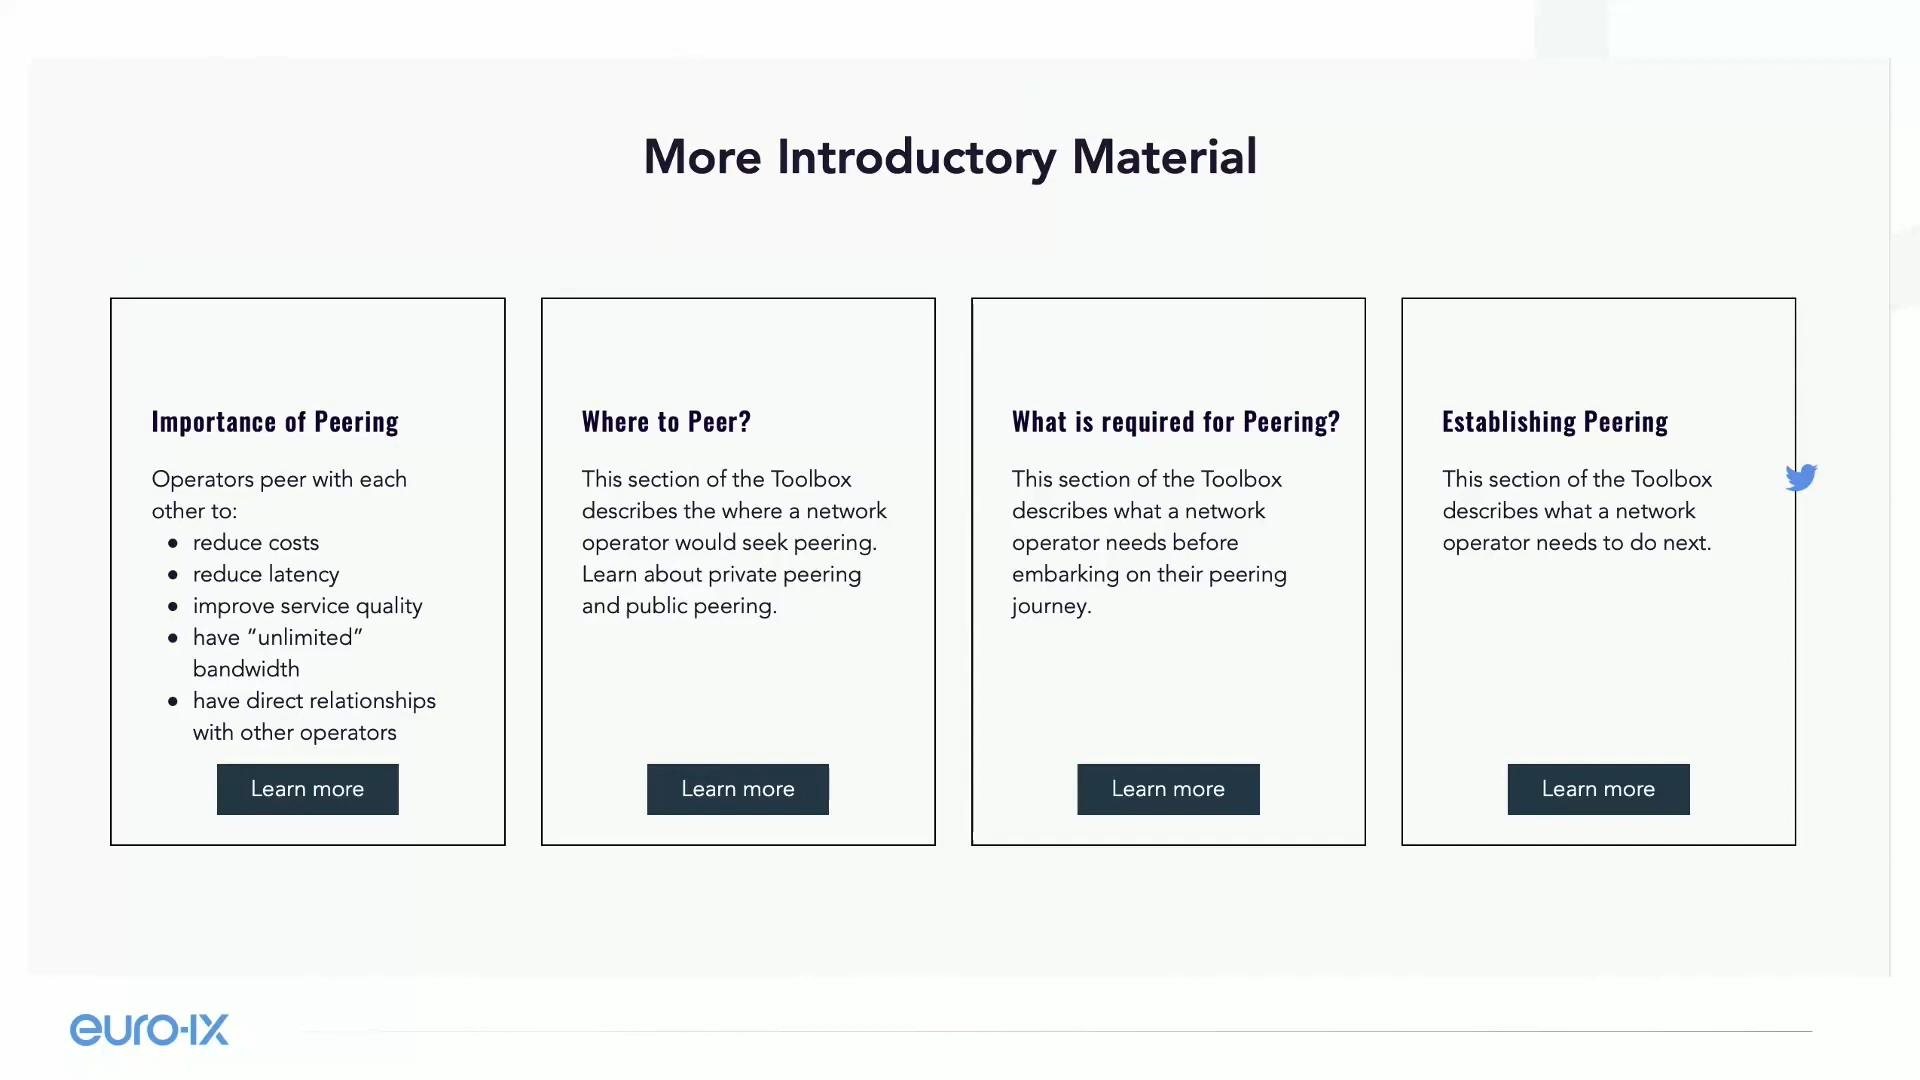 More Introductory Material
Importance of Peering
Operators peer with each
other to:
● reduce costs
● reduce latency
● improve service quality
● have “unlimited”
bandwidth
● have direct relationships
with other operators
Learn more
Where to Peer?
This section of the Toolbox
describes the where a network
operator would seek peering.
Learn about private peering
and public peering.
Learn more
What is required for Peering?
This section of the Toolbox
describes what a network
operator needs before
embarking on their peering
journey.
Learn more
Establishing Peering
This section of the Toolbox
describes what a network
operator needs to do next.
Learn more
euro-IX